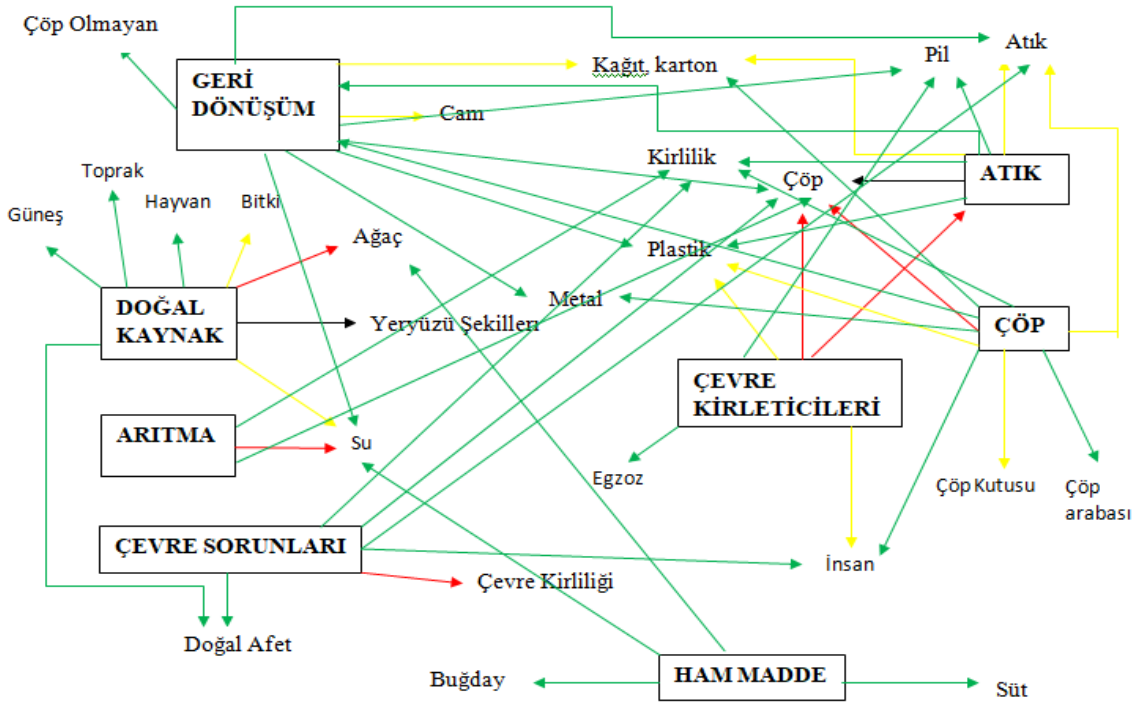 Çöp Olmayan
GERİ
DÖNÜŞÜM
Kağıt, karton
Pil
Atık
Cam
Kirlilik
Çöp
ATIK
Toprak
Hayvan
Bitki
Güneş
Ağaç
Plastik
Metal
DOĞAL
KAYNAK
Yeryüzü Şekilleri
ÇÖP
ÇEVRE
KİRLETİCİLERİ
ARITMA
Su
Egzoz
Çöp Kutusu
Çöp
arabası
ÇEVRE SORUNLARI
İnsan
Çevre Kirliliği
Doğal Afet
Buğday
HAM MADDE
Süt